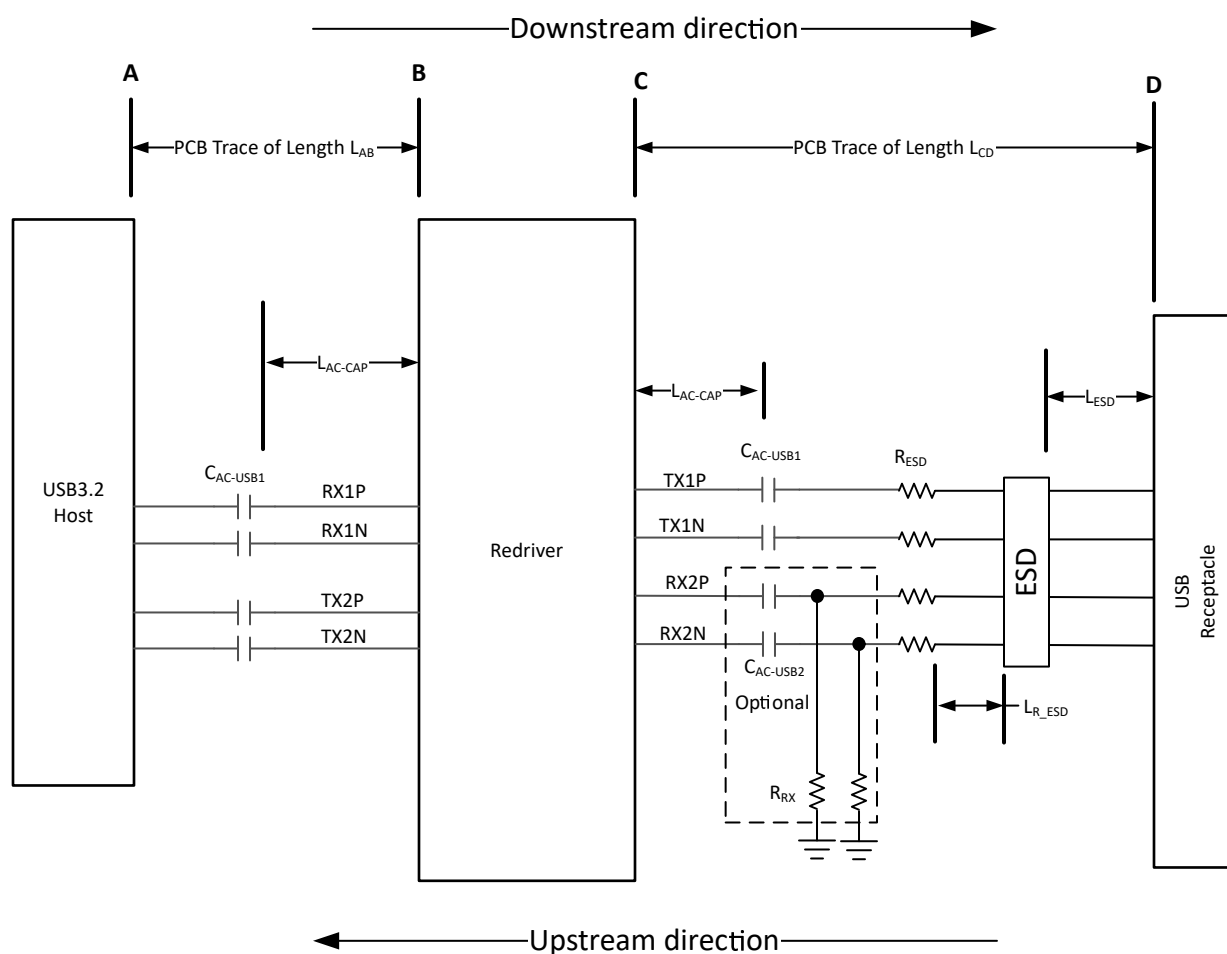 Downstream direction
A
B
C
D
PCB Trace of Length LAB
PCB Trace of Length LCD
LAC-CAP
LAC-CAP
LESD
CAC-USB1
CAC-USB1
RESD
USB3.2
Host
RX1P
RX1N
TX2P
TX2N
Redriver
TX1P
TX1N
RX2P
RX2N
CAC-USB2
Optional
RRX
ESD
LR_ESD
USB
Receptacle
Upstream direction